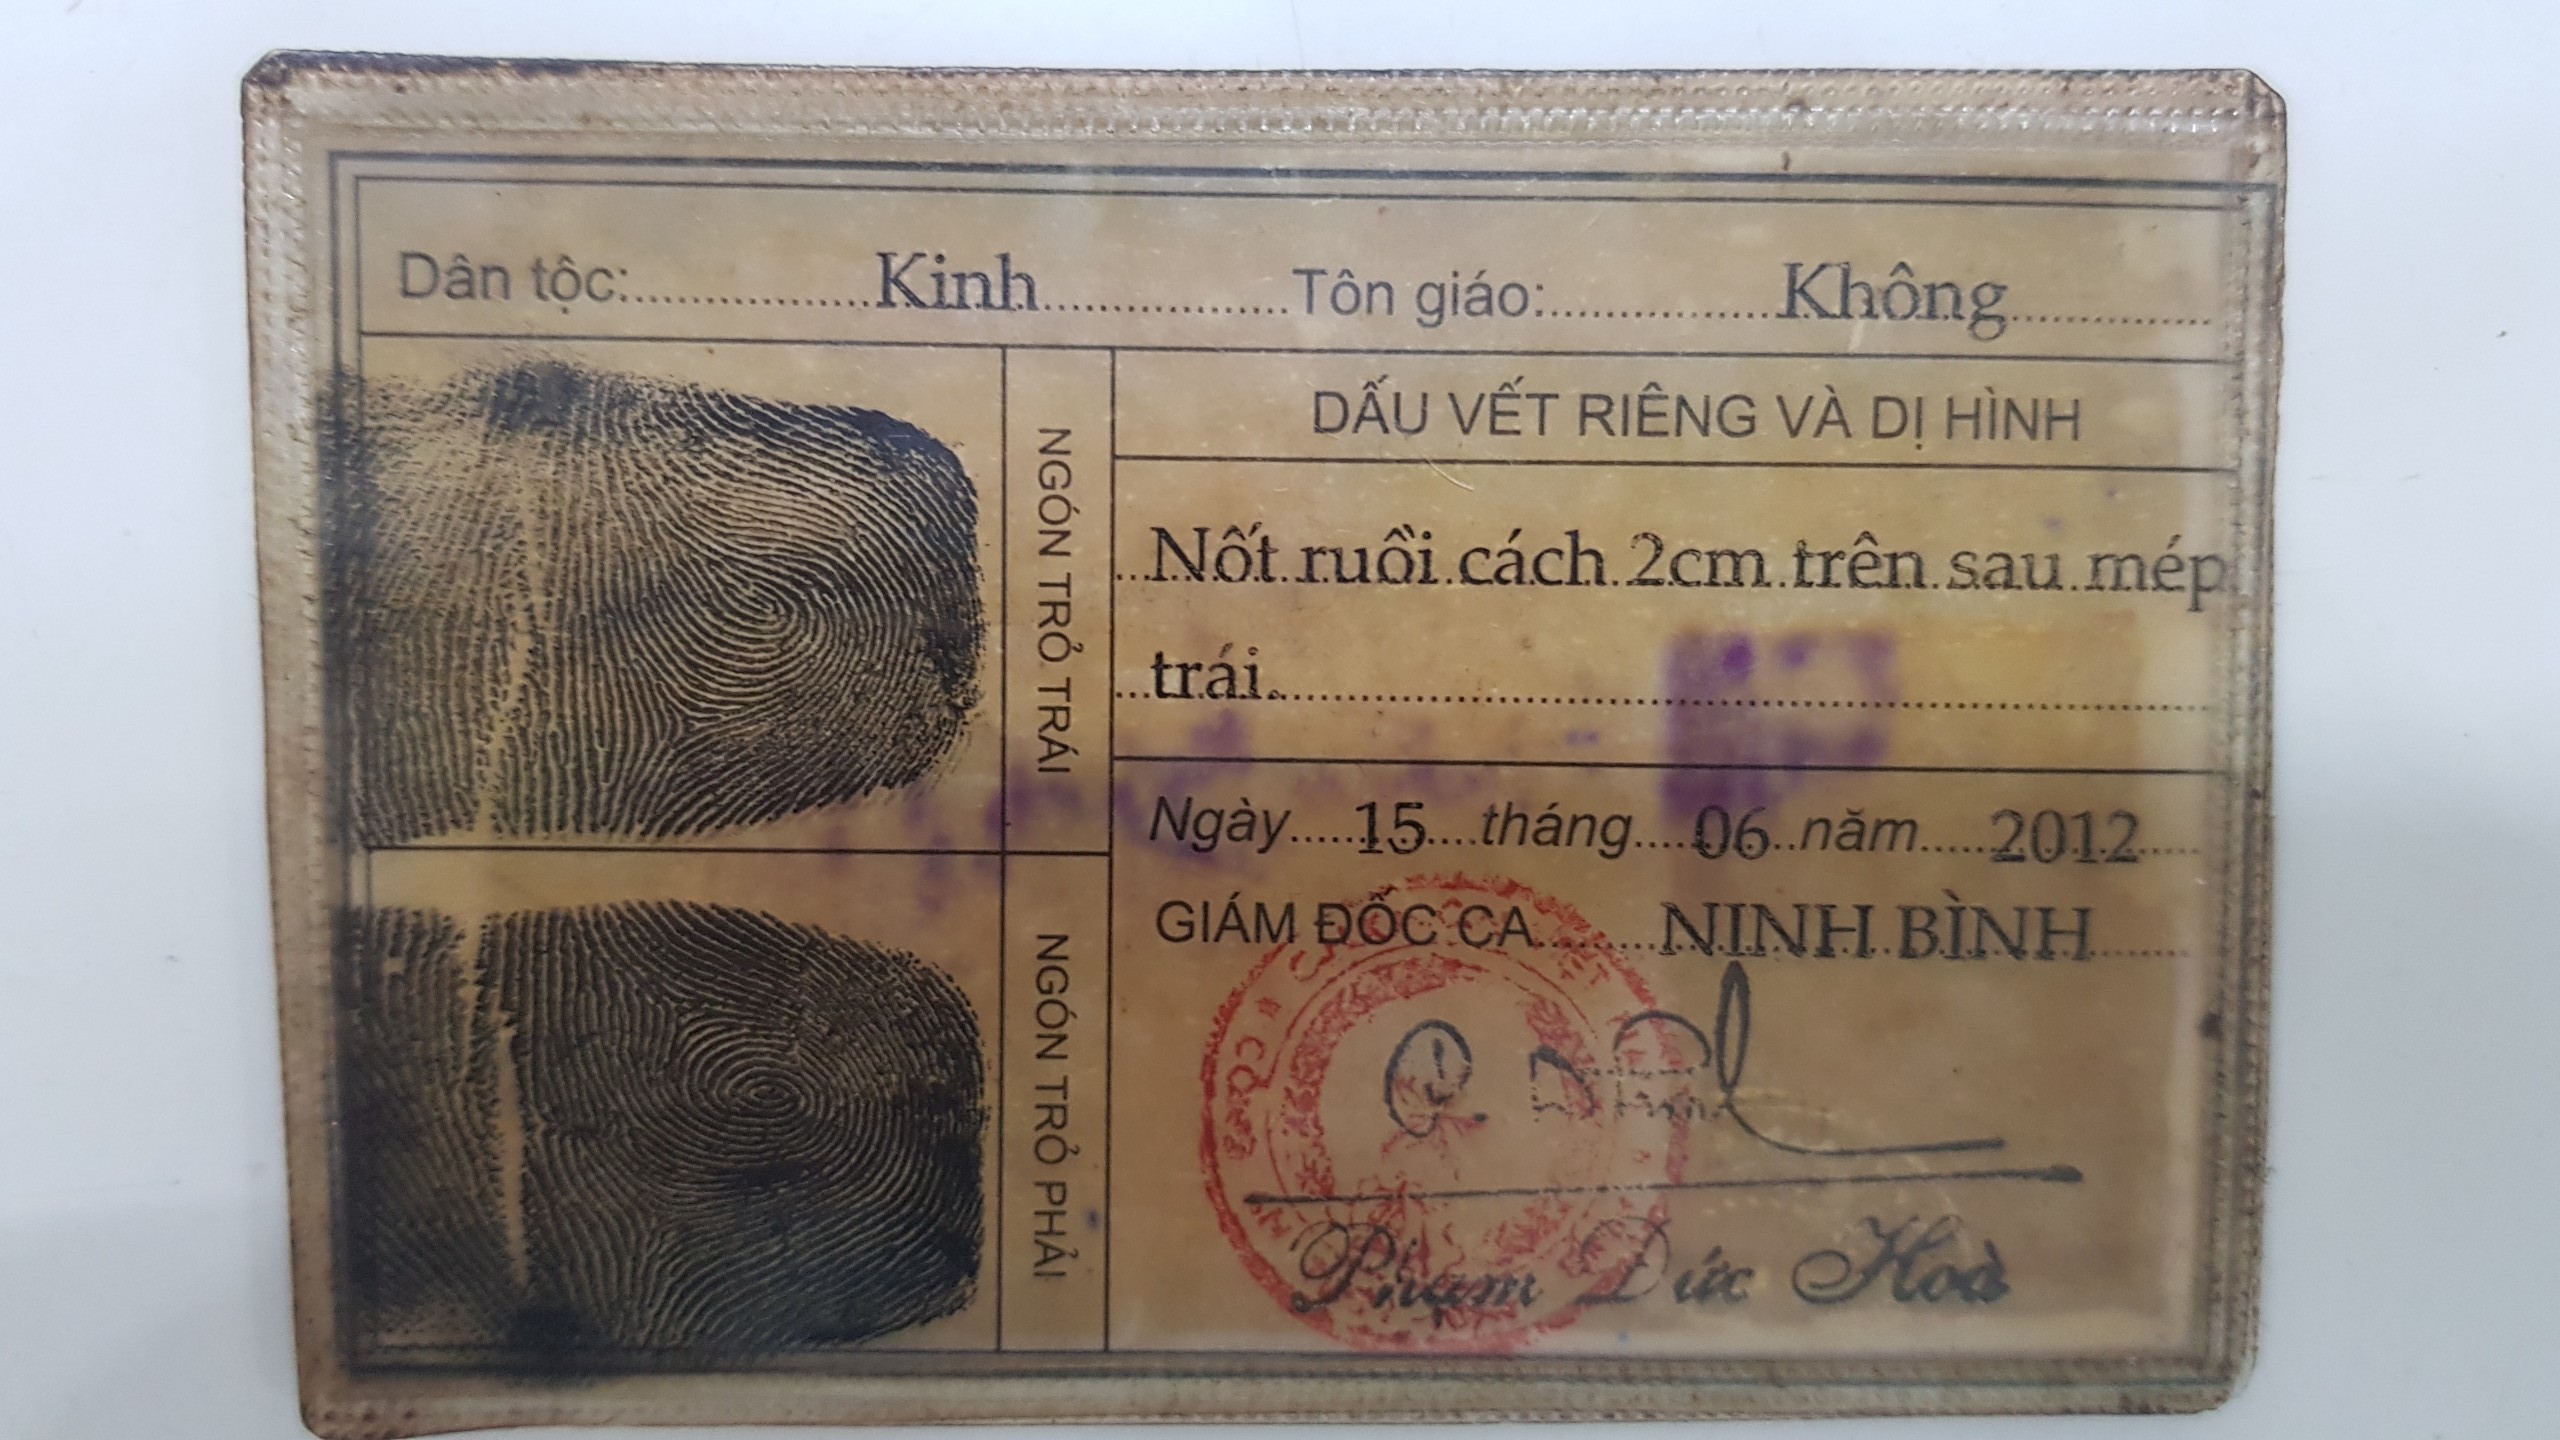 Dân tộc: Kinh Tôn giáo: Không
NGÓN TRỎ TRÁI
NGÓN TRỎ PHẢI
DẤU VẾT RIÊNG VÀ DỊ HÌNH
Nốt ruồi cách 2cm trên sau mép
trái.
Ngày 15 tháng 06 năm 2012
GIÁM ĐỐC CA NINH BÌNH
Phạm Đức Hoà